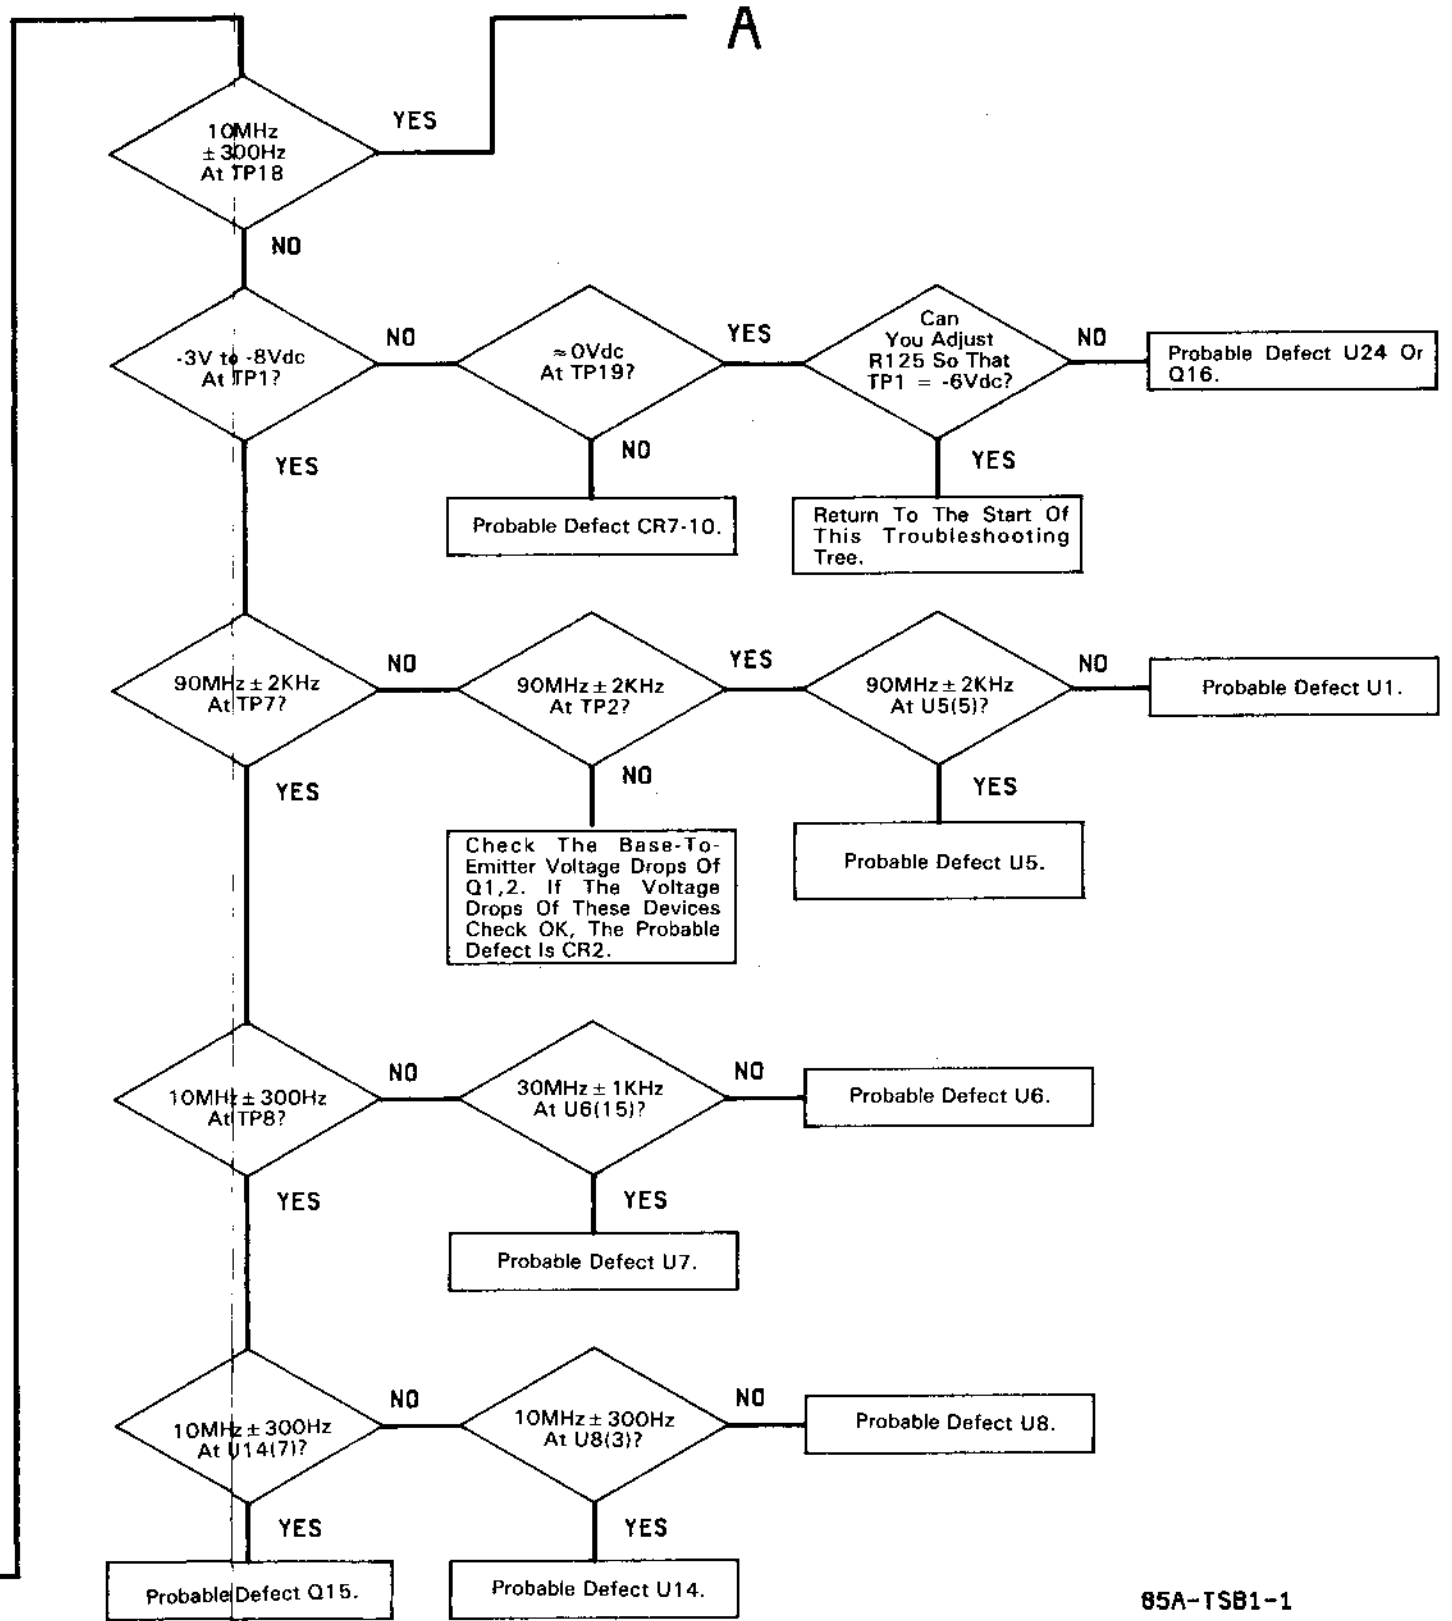 A
10MHz
± 300Hz
At TP18
YES
NO
-3V to -8Vdc
At TP1?
NO
≈ 0Vdc
At TP19?
YES
Can
You Adjust
R125 So That
TP1 = -6Vdc?
NO
Probable Defect U24 Or
Q16.
YES
NO
YES
Probable Defect CR7-10.
Return To The Start Of
This Troubleshooting
Tree.
90MHz ± 2KHz
At TP7?
NO
90MHz ± 2KHz
At TP2?
YES
90MHz ± 2KHz
At U5(5)?
NO
Probable Defect U1.
YES
NO
YES
Check The Base-To-
Emitter Voltage Drops Of
Q1,2. If The Voltage
Drops Of These Devices
Check OK, The Probable
Defect Is CR2.
Probable Defect U5.
10MHz ± 300Hz
At TP8?
NO
30MHz ± 1KHz
At U6(15)?
NO
Probable Defect U6.
YES
YES
Probable Defect U7.
10MHz ± 300Hz
At U14(7)?
NO
10MHz ± 300Hz
At U8(3)?
NO
Probable Defect U8.
YES
YES
Probable Defect Q15.
Probable Defect U14.
85A-TSB1-1